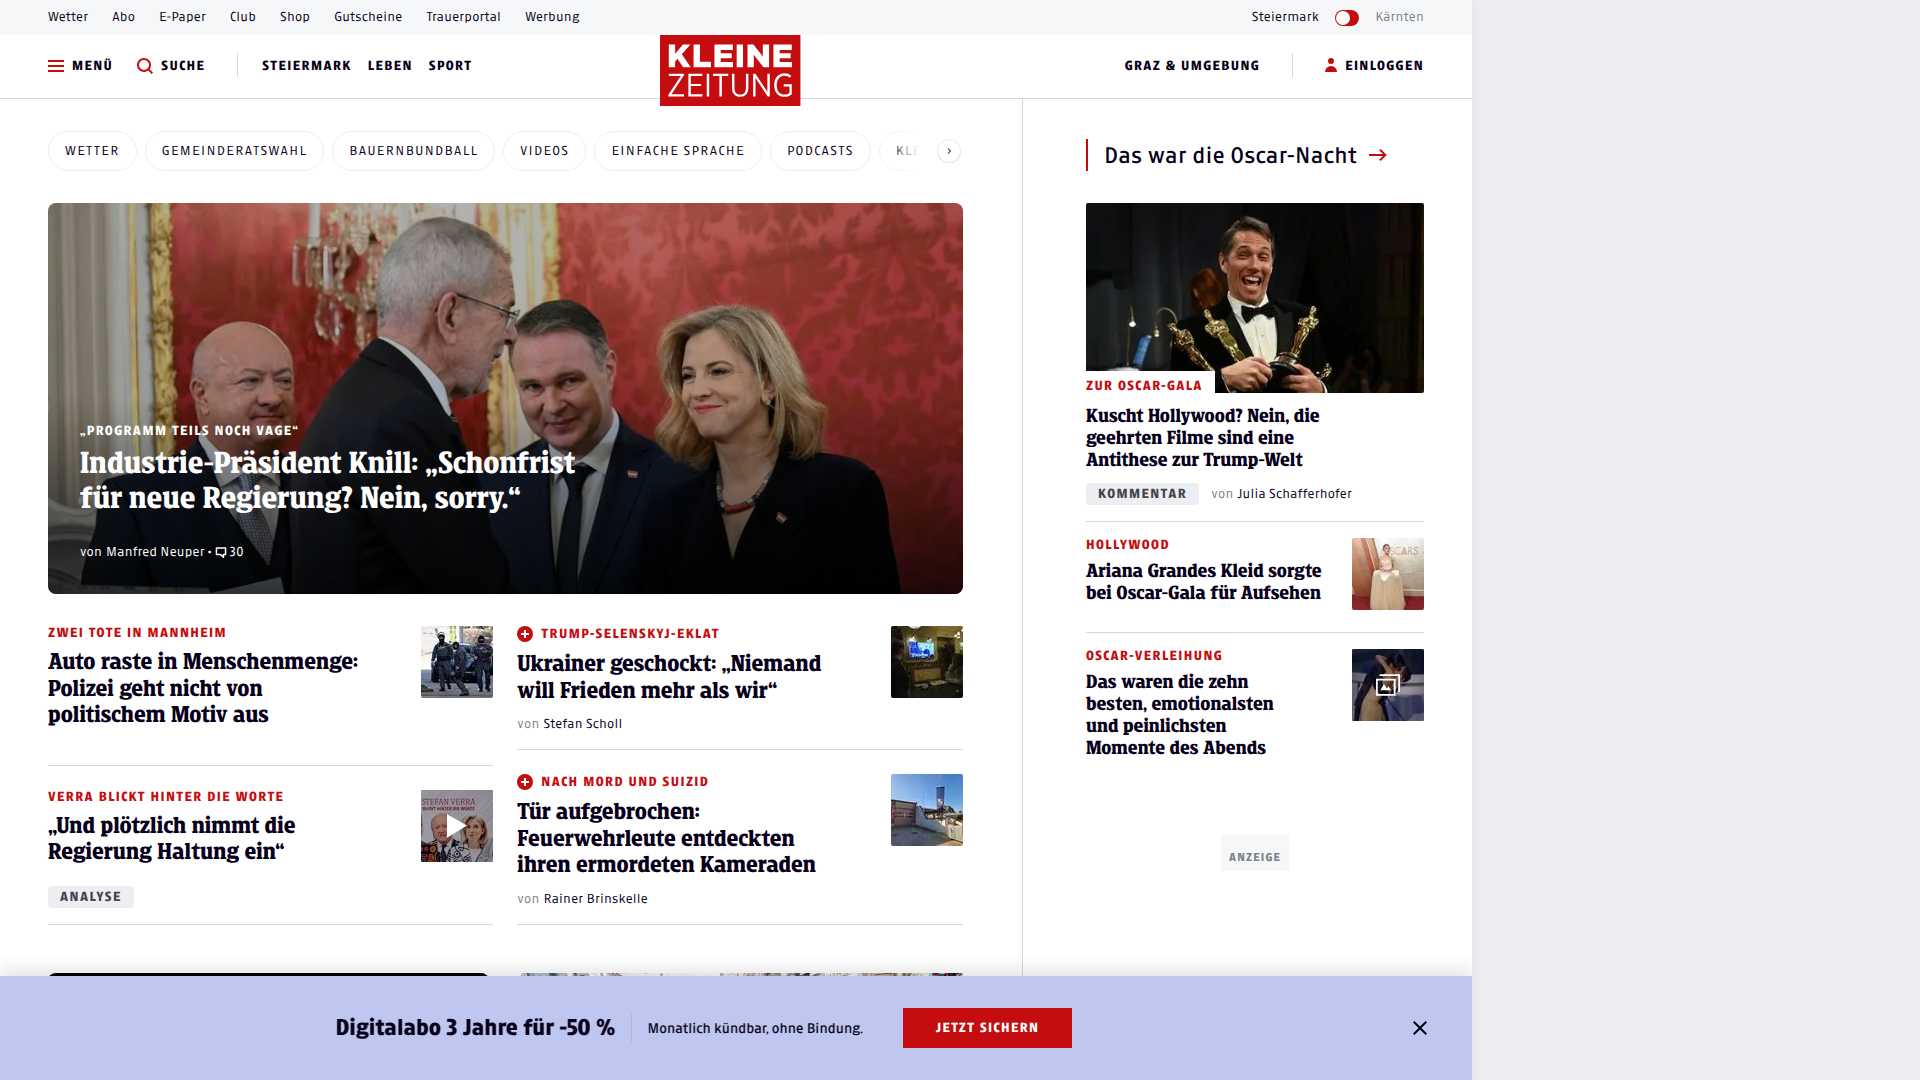 Wetter Abo E-Paper Club Shop Gutscheine Trauerportal Werbung
Steiermark Kärnten
MENÜ SUCHE STEIERMARK LEBEN SPORT
KLEINE
ZEITUNG
GRAZ & UMGEBUNG EINLOGGEN
WETTER GEMEINDERATSWAHL BAUERNBUNDBALL VIDEOS EINFACHE SPRACHE PODCASTS KLE
„PROGRAMM TEILS NOCH VAGE“
Industrie-Präsident Knill: „Schonfrist
für neue Regierung? Nein, sorry.“
von Manfred Neuper • 30
ZWEI TOTE IN MANNHEIM
Auto raste in Menschenmenge:
Polizei geht nicht von
politischem Motiv aus
VERRA BLICKT HINTER DIE WORTE
„Und plötzlich nimmt die
Regierung Haltung ein“
STEFAN VERRA
ANALYSE
TRUMP-SELENSKYJ-EKLAT
Ukrainer geschockt: „Niemand
will Frieden mehr als wir“
von Stefan Scholl
NACH MORD UND SUIZID
Tür aufgebrochen:
Feuerwehrleute entdeckten
ihren ermordeten Kameraden
von Rainer Brinskelle
Das war die Oscar-Nacht
ZUR OSCAR-GALA
Kuscht Hollywood? Nein, die
geehrten Filme sind eine
Antithese zur Trump-Welt
KOMMENTAR von Julia Schafferhofer
HOLLYWOOD
Ariana Grandes Kleid sorgte
bei Oscar-Gala für Aufsehen
OSCAR-VERLEIHUNG
Das waren die zehn
besten, emotionalsten
und peinlichsten
Momente des Abends
ANZEIGE
Digitalabo 3 Jahre für -50 %
Monatlich kündbar, ohne Bindung.
JETZT SICHERN